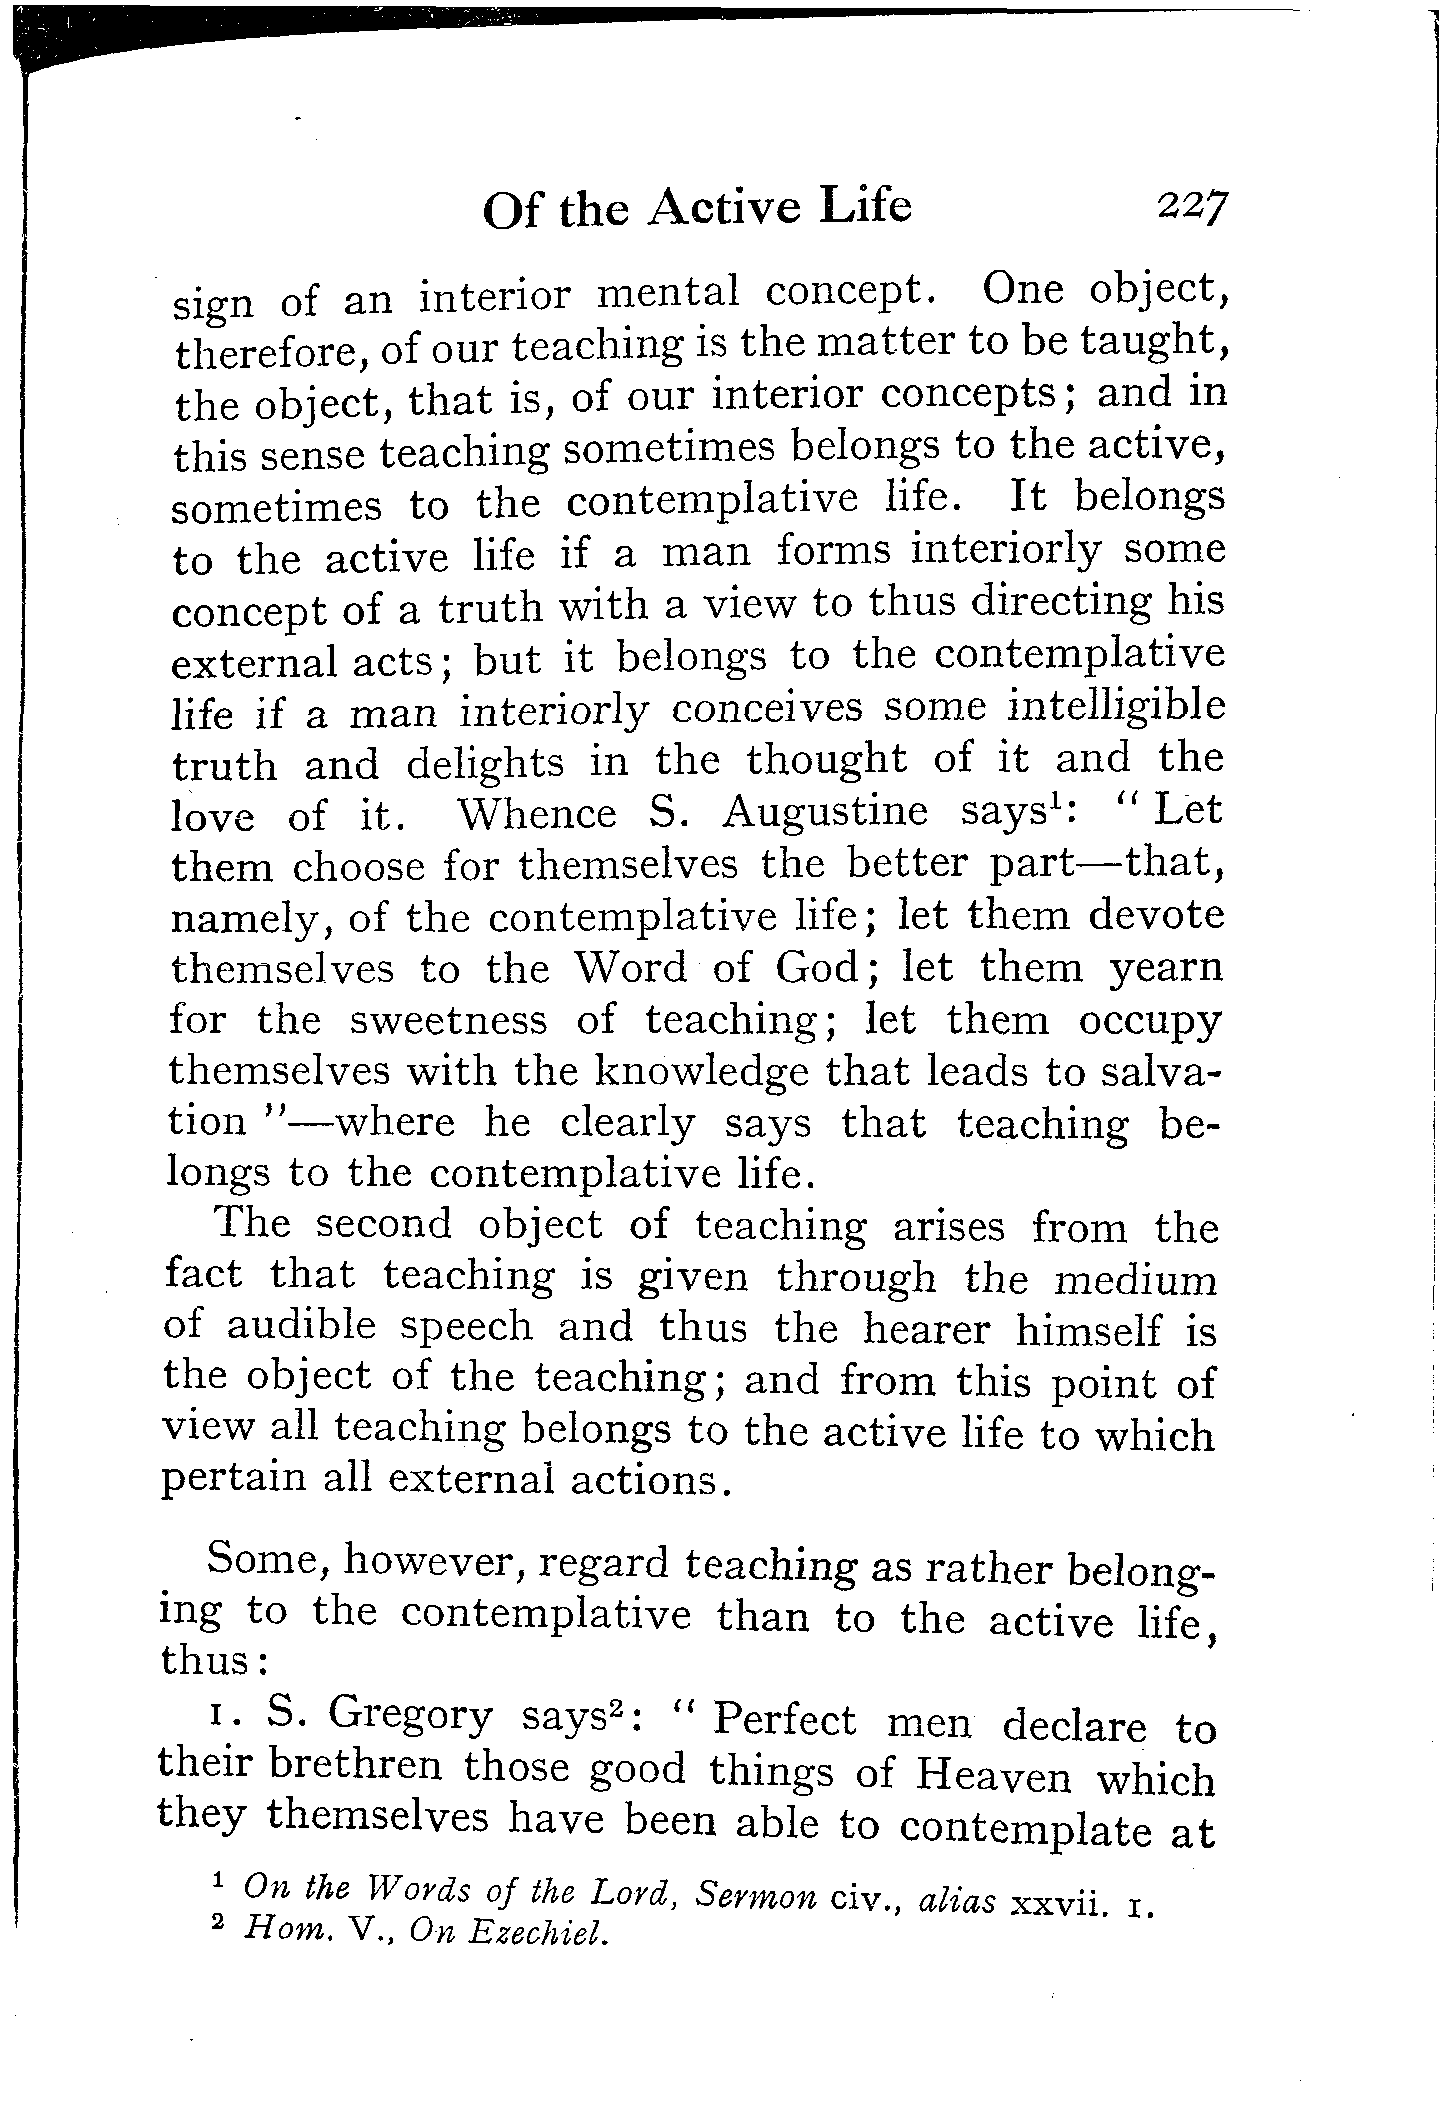 Of the Active Life 227
sign of an interior mental concept. One object,
therefore, of our teaching is the matter to be taught,
the object, that is, of our interior concepts; and in
this sense teaching sometimes belongs to the active,
sometimes to the contemplative life. It belongs
to the active life if a man forms interiorly some
concept of a truth with a view to thus directing his
external acts; but it belongs to the contemplative
life if a man interiorly conceives some intelligible
truth and delights in the thought of it and the
love of it. Whence S. Augustine says¹: “ Let
them choose for themselves the better part—that,
namely, of the contemplative life; let them devote
themselves to the Word of God; let them yearn
for the sweetness of teaching; let them occupy
themselves with the knowledge that leads to salva-
tion ”—where he clearly says that teaching be-
longs to the contemplative life.
The second object of teaching arises from the
fact that teaching is given through the medium
of audible speech and thus the hearer himself is
the object of the teaching; and from this point of
view all teaching belongs to the active life to which
pertain all external actions.
Some, however, regard teaching as rather belong-
ing to the contemplative than to the active life,
thus:
1. S. Gregory says²: “ Perfect men declare to
their brethren those good things of Heaven which
they themselves have been able to contemplate at
¹ On the Words of the Lord, Sermon civ., alias xxvii. 1.
² Hom. V., On Ezechiel.